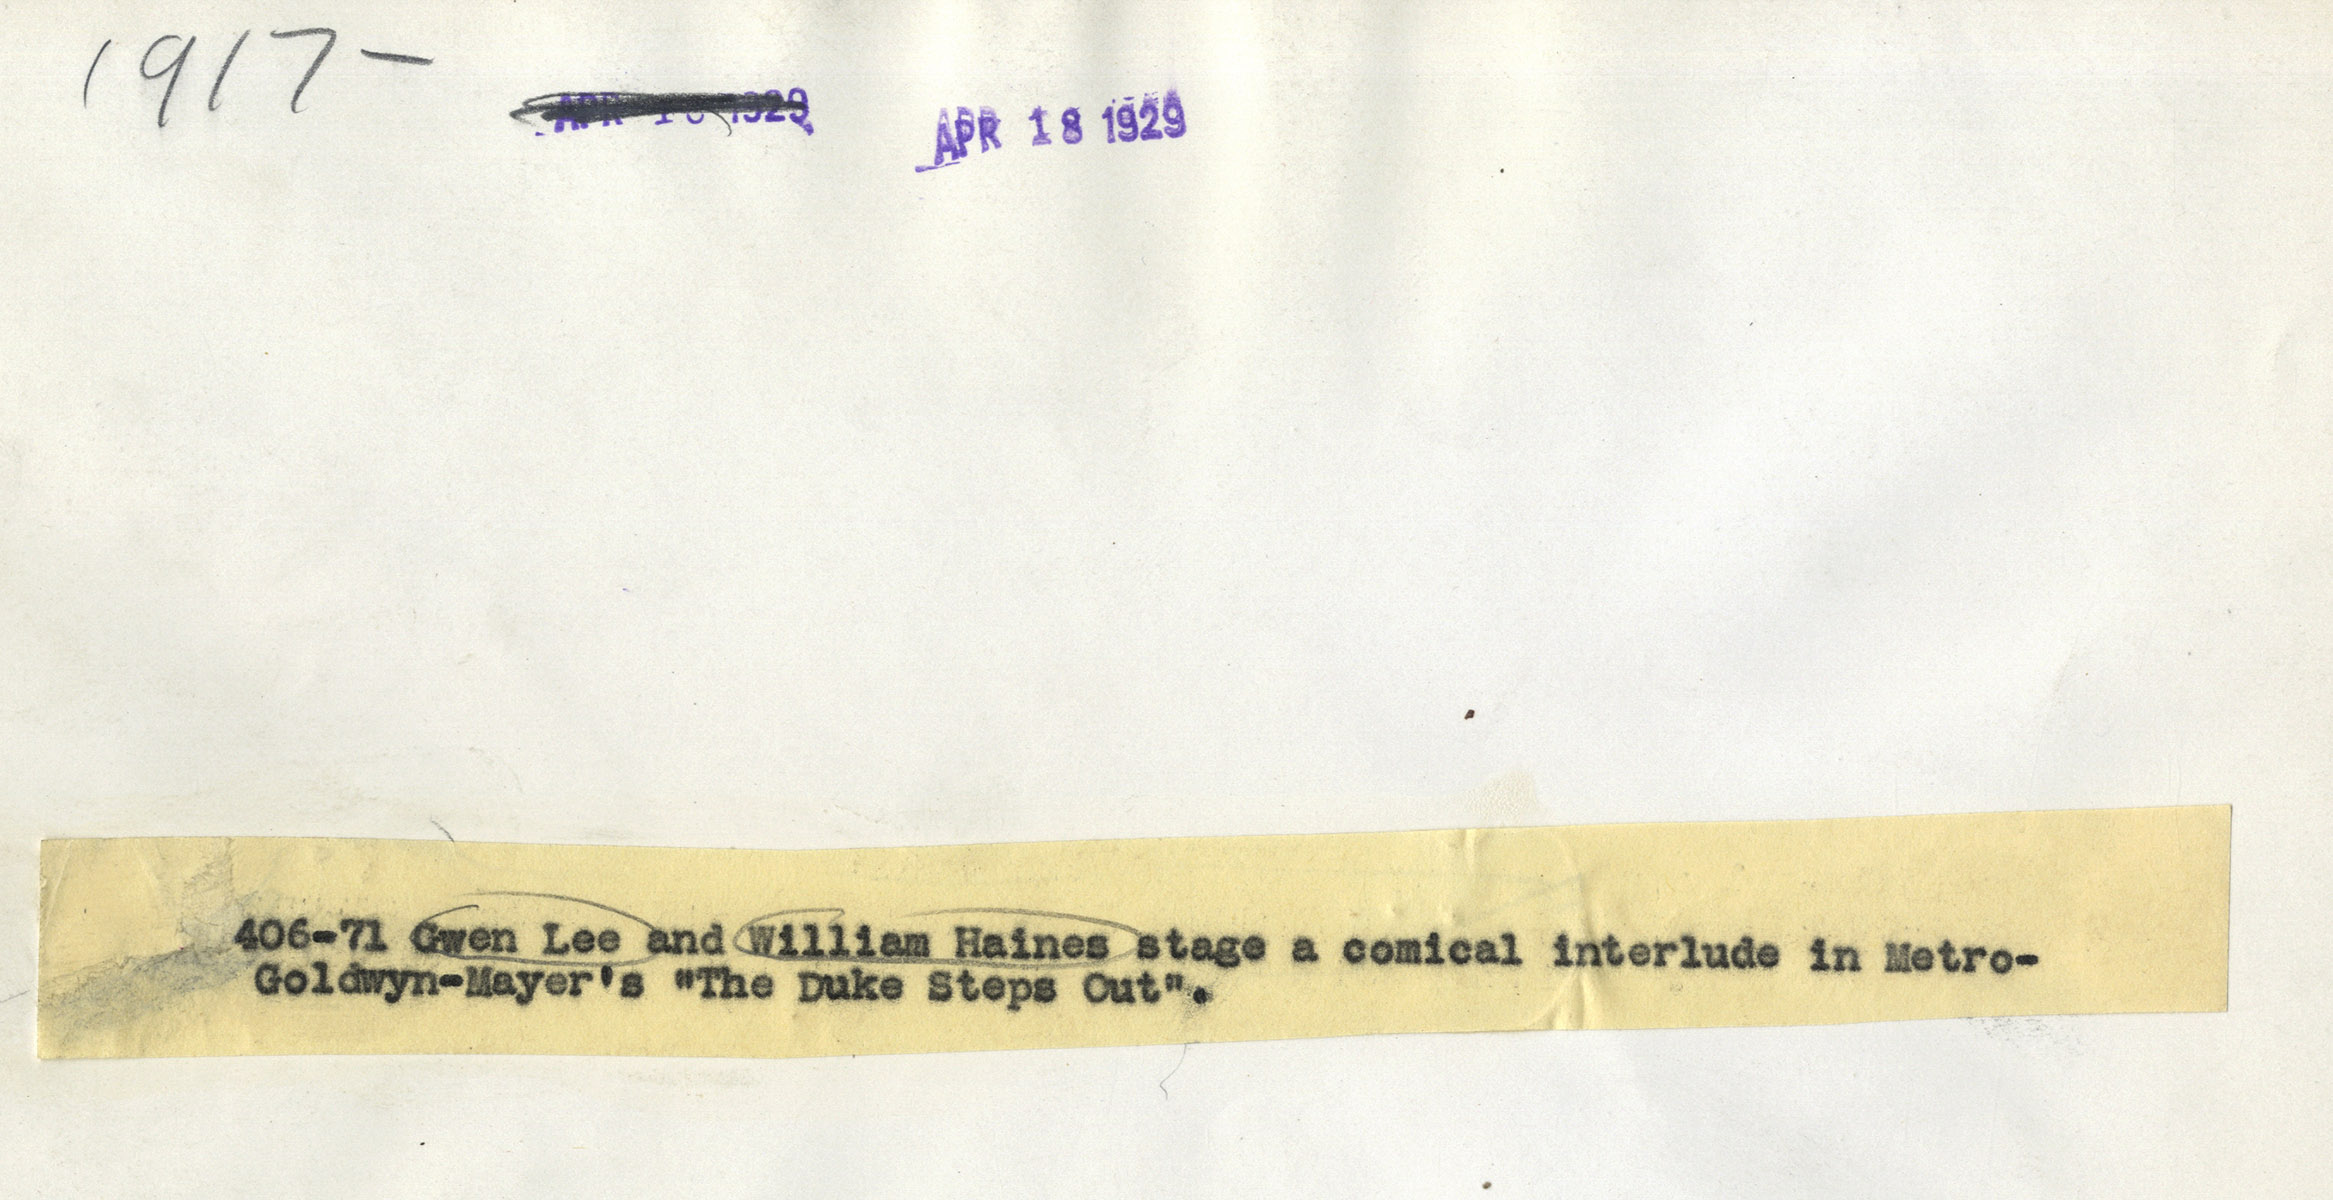 1917-
APR 18 1929
406-71 Gwen Lee and William Haines stage a comical interlude in Metro-
Goldwyn-Mayer's "The Duke Steps Out".